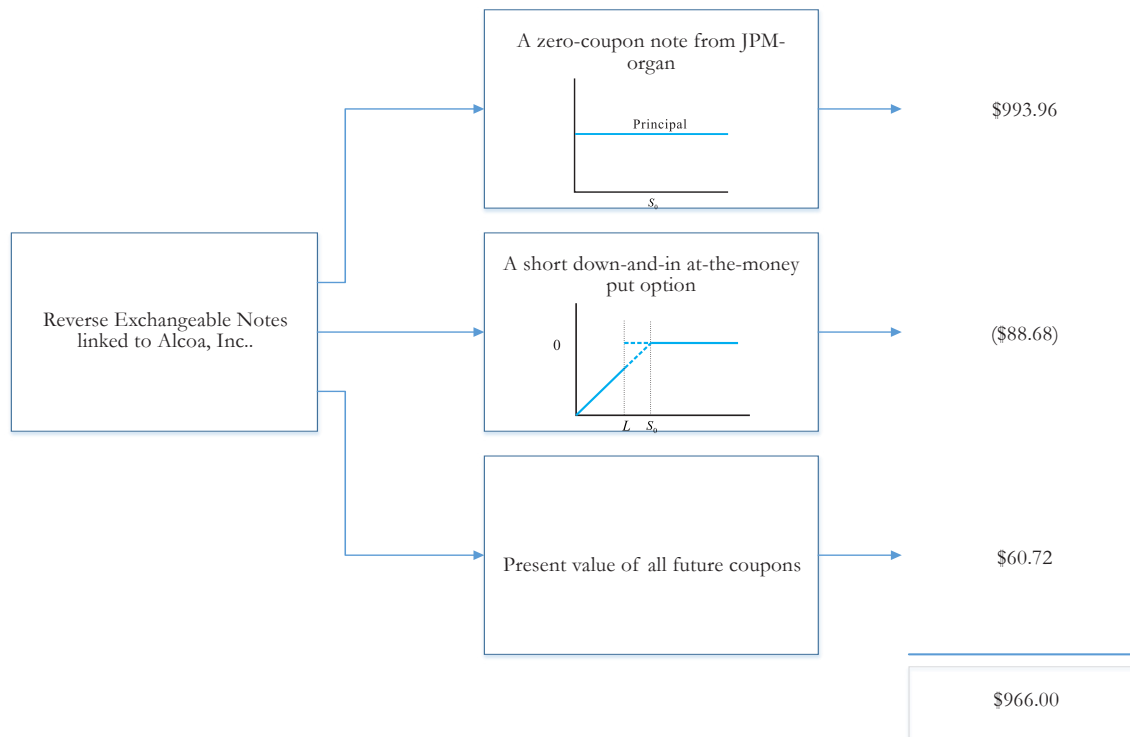 A zero-coupon note from JPM-
organ
Principal
S₀
$993.96
Reverse Exchangeable Notes
linked to Alcoa, Inc..
A short down-and-in at-the-money
put option
0
L S₀
($88.68)
Present value of all future coupons
$60.72
$966.00